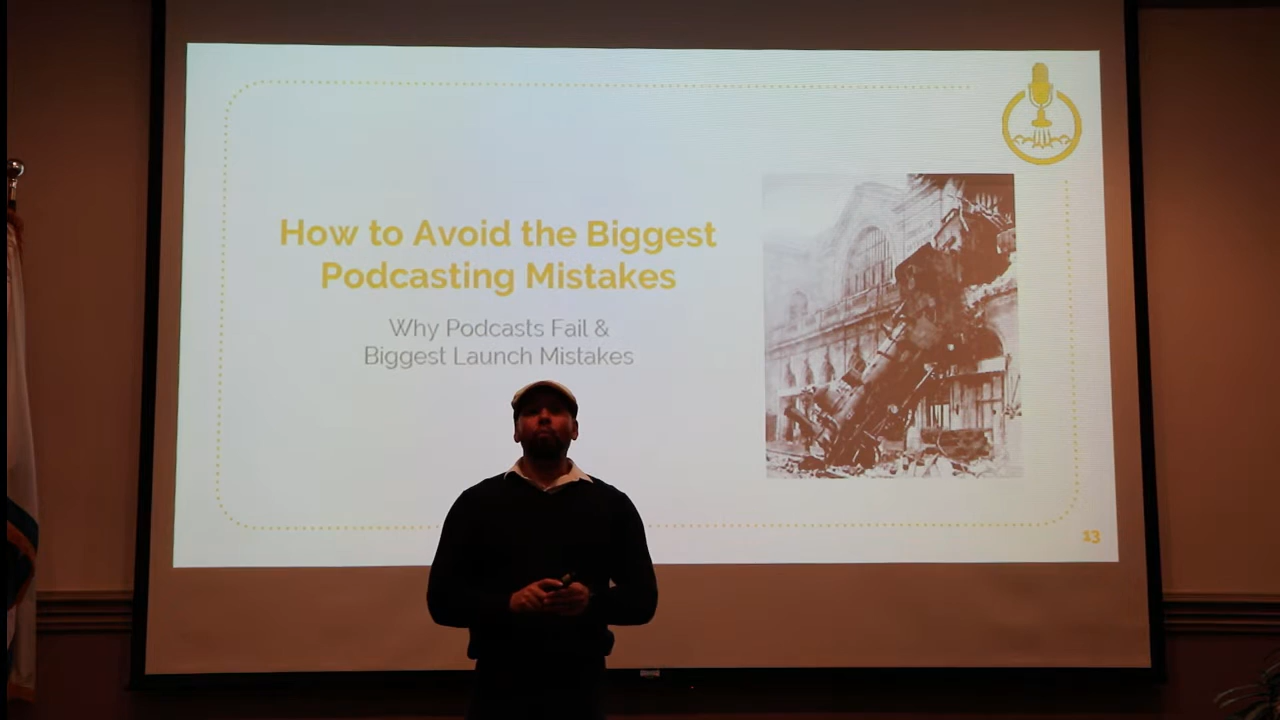 How to Avoid the Biggest
Podcasting Mistakes
Why Podcasts Fail &
Biggest Launch Mistakes
13